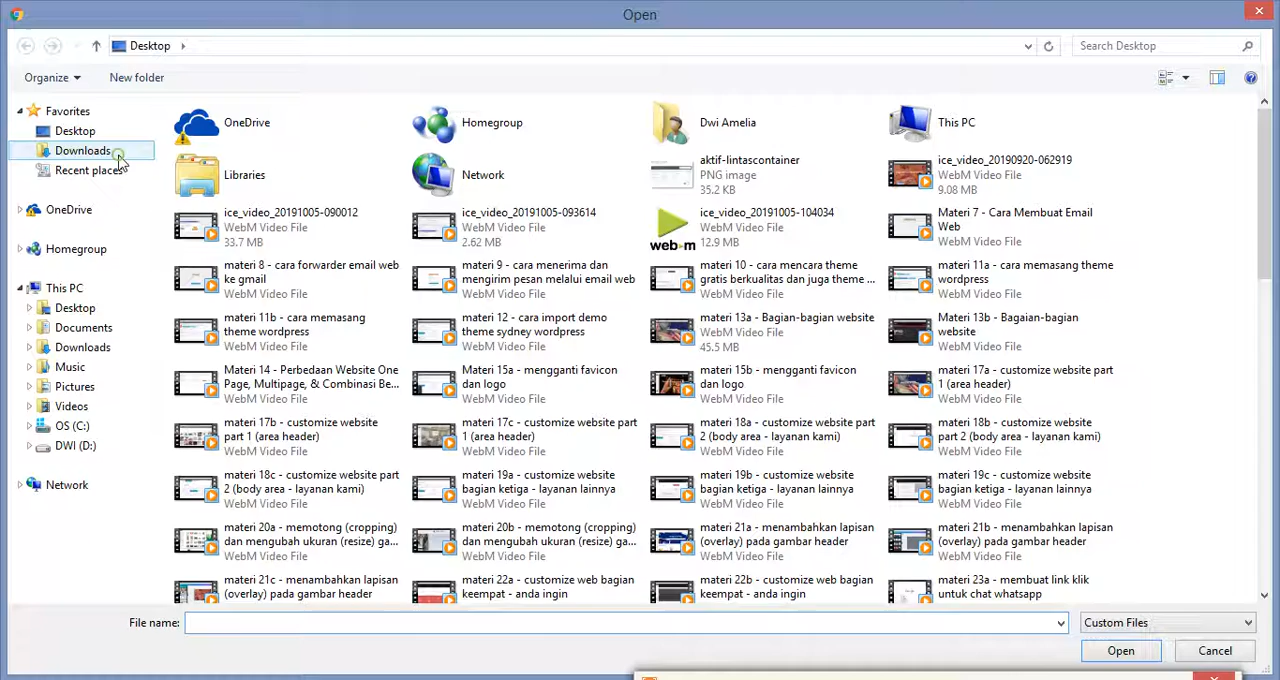 Open
Desktop
Search Desktop
Organize
New folder
Favorites
Desktop
Downloads
Recent places
OneDrive
Homegroup
This PC
Desktop
Documents
Downloads
Music
Pictures
Videos
OS (C:)
DWI (D:)
Network
OneDrive
Homegroup
Dwi Amelia
This PC
Libraries
Network
aktif-lintascontainer
PNG image
35.2 KB
ice_video_20190920-062919
WebM Video File
9.08 MB
ice_video_20191005-090012
WebM Video File
33.7 MB
ice_video_20191005-093614
WebM Video File
2.62 MB
web-m
ice_video_20191005-104034
WebM Video File
12.9 MB
Materi 7 - Cara Membuat Email
Web
WebM Video File
materi 8 - cara forwarder email web
ke gmail
WebM Video File
materi 9 - cara menerima dan
mengirim pesan melalui email web
WebM Video File
materi 10 - cara mencara theme
gratis berkualitas dan juga theme ...
WebM Video File
materi 11a - cara memasang theme
wordpress
WebM Video File
materi 11b - cara memasang
theme wordpress
WebM Video File
materi 12 - cara import demo
theme sydney wordpress
WebM Video File
materi 13a - Bagian-bagian website
WebM Video File
45.5 MB
Materi 13b - Bagaian-bagian
website
WebM Video File
Materi 14 - Perbedaan Website One
Page, Multipage, & Combinasi Be...
WebM Video File
Materi 15a - mengganti favicon
dan logo
WebM Video File
materi 15b - mengganti favicon
dan logo
WebM Video File
materi 17a - customize website part
1 (area header)
WebM Video File
materi 17b - customize website
part 1 (area header)
WebM Video File
materi 17c - customize website part
1 (area header)
WebM Video File
materi 18a - customize website part
2 (body area - layanan kami)
WebM Video File
materi 18b - customize website
part 2 (body area - layanan kami)
WebM Video File
materi 18c - customize website part
2 (body area - layanan kami)
WebM Video File
materi 19a - customize website
bagian ketiga - layanan lainnya
WebM Video File
materi 19b - customize website
bagian ketiga - layanan lainnya
WebM Video File
materi 19c - customize website
bagian ketiga - layanan lainnya
WebM Video File
materi 20a - memotong (cropping)
dan mengubah ukuran (resize) ga...
WebM Video File
materi 20b - memotong (cropping)
dan mengubah ukuran (resize) ga...
WebM Video File
materi 21a - menambahkan lapisan
(overlay) pada gambar header
WebM Video File
materi 21b - menambahkan lapisan
(overlay) pada gambar header
WebM Video File
materi 21c - menambahkan lapisan
(overlay) pada gambar header
materi 22a - customize web bagian
keempat - anda ingin
materi 22b - customize web bagian
keempat - anda ingin
materi 23a - membuat link klik
untuk chat whatsapp
File name:
Custom Files
Open
Cancel